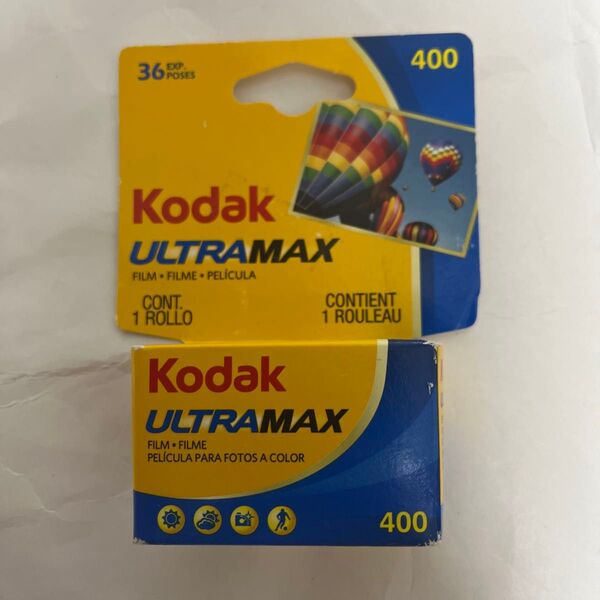 36 EXP. POSES
400
Kodak
ULTRAMAX
FILM • FILME • PELÍCULA
CONT. 1 ROLLO
CONTIENT 1 ROULEAU
Kodak
ULTRAMAX
FILM • FILME
PELÍCULA PARA FOTOS A COLOR
400